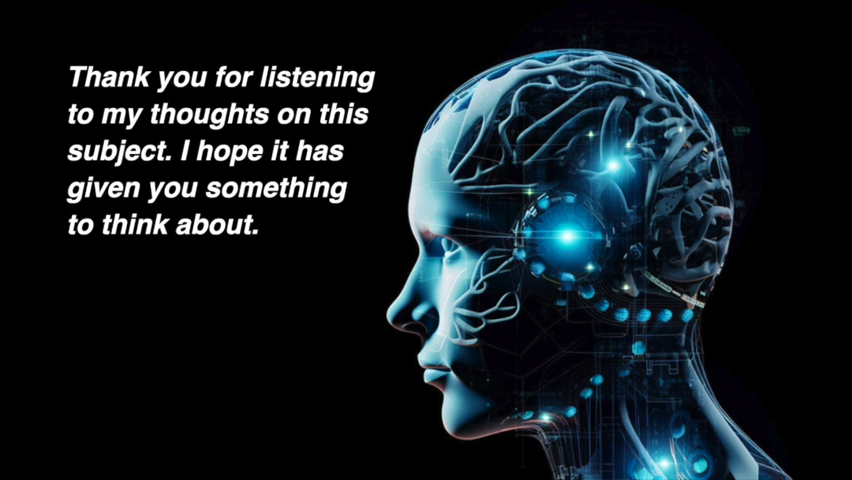 Thank you for listening
to my thoughts on this
subject. I hope it has
given you something
to think about.